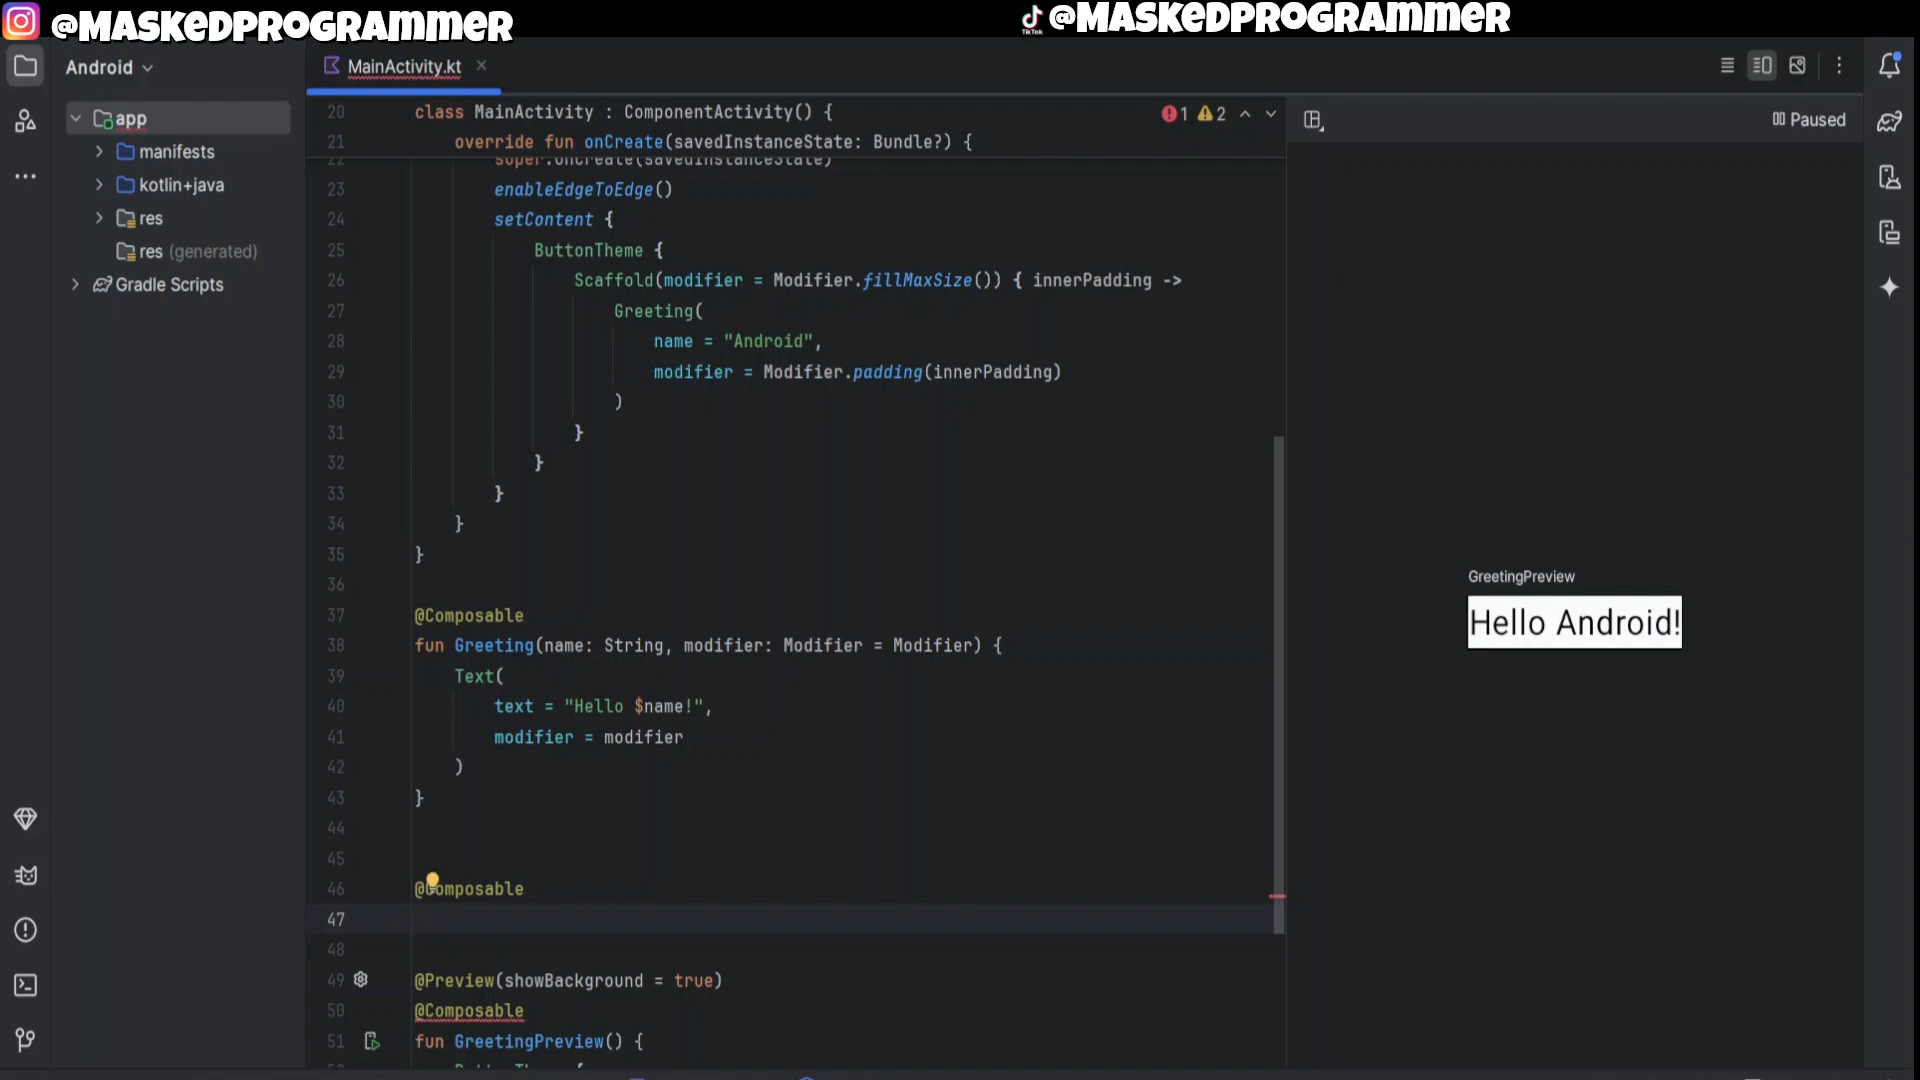 @MASKEDPROGRAMMER
TikTok @MASKEDPROGRAMMER
Android
MainActivity.kt
app
manifests
kotlin+java
res
res (generated)
Gradle Scripts
1 2
Paused
20 class MainActivity : ComponentActivity() {
21 override fun onCreate(savedInstanceState: Bundle?) {
22 super.onCreate(savedInstanceState)
23 enableEdgeToEdge()
24 setContent {
25 ButtonTheme {
26 Scaffold(modifier = Modifier.fillMaxSize()) { innerPadding ->
27 Greeting(
28 name = "Android",
29 modifier = Modifier.padding(innerPadding)
30 )
31 }
32 }
33 }
34 }
35 }
36
37 @Composable
38 fun Greeting(name: String, modifier: Modifier = Modifier) {
39 Text(
40 text = "Hello $name!",
41 modifier = modifier
42 )
43 }
44
45
46 @Composable
47
48
49 @Preview(showBackground = true)
50 @Composable
51 fun GreetingPreview() {
GreetingPreview
Hello Android!